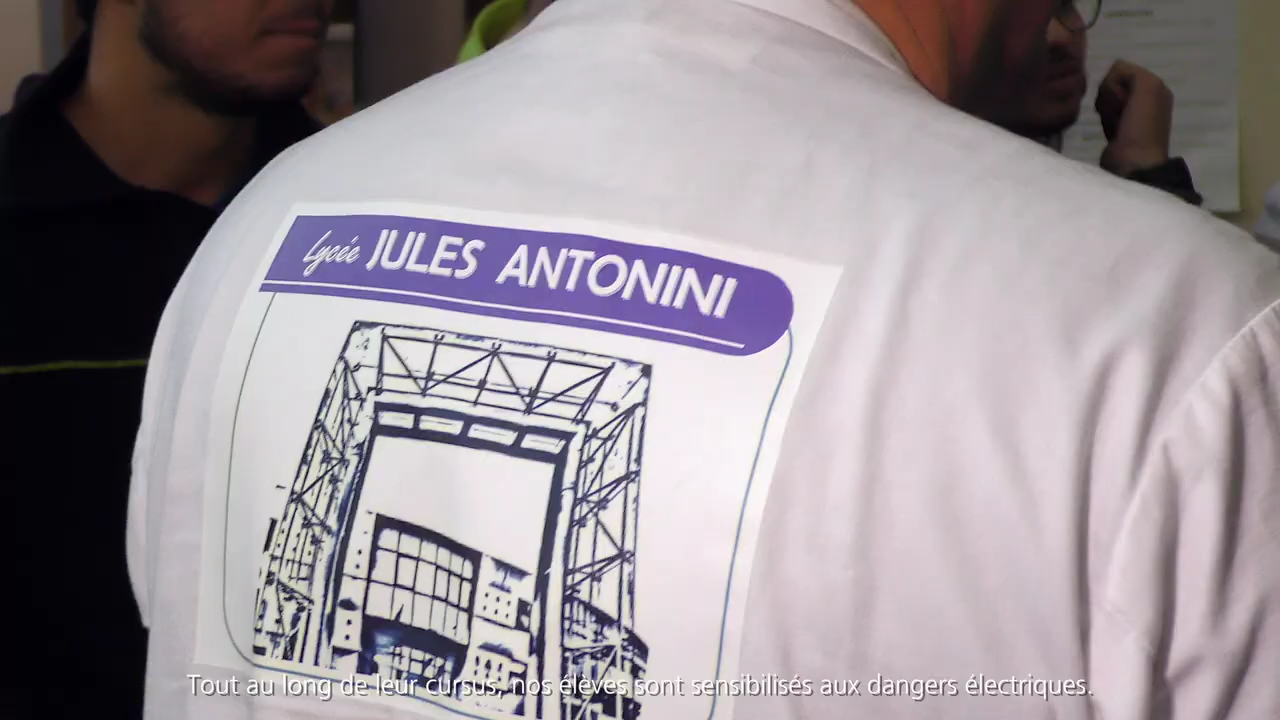 Lycée JULES ANTONINI
Tout au long de leur cursus, nos élèves sont sensibilisés aux dangers électriques.